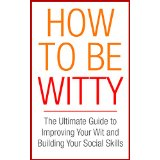 HOW
TO BE
WITTY
The Ultimate Guide to
Improving Your Wit and
Building Your Social Skills